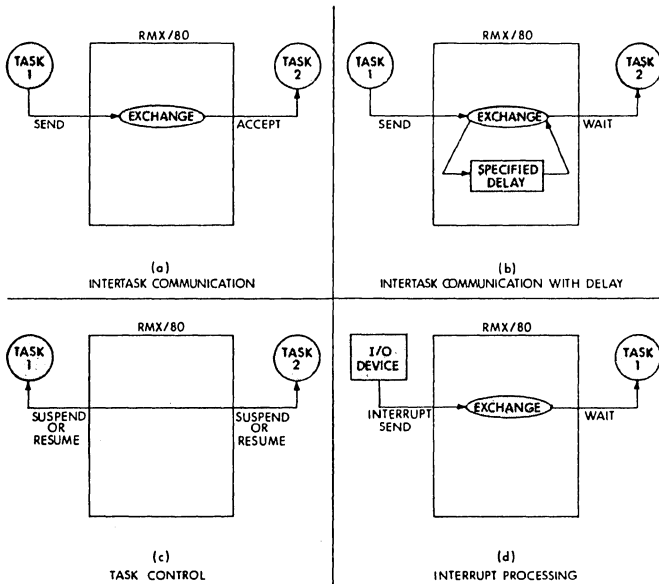 RMX/80
TASK
1
TASK
2
EXCHANGE
SEND
ACCEPT
(a)
INTERTASK COMMUNICATION
RMX/80
TASK
1
TASK
2
EXCHANGE
SEND
WAIT
SPECIFIED
DELAY
(b)
INTERTASK COMMUNICATION WITH DELAY
RMX/80
TASK
1
TASK
2
SUSPEND
OR
RESUME
SUSPEND
OR
RESUME
(c)
TASK CONTROL
RMX/80
I/O
DEVICE
TASK
1
EXCHANGE
INTERRUPT
SEND
WAIT
(d)
INTERRUPT PROCESSING